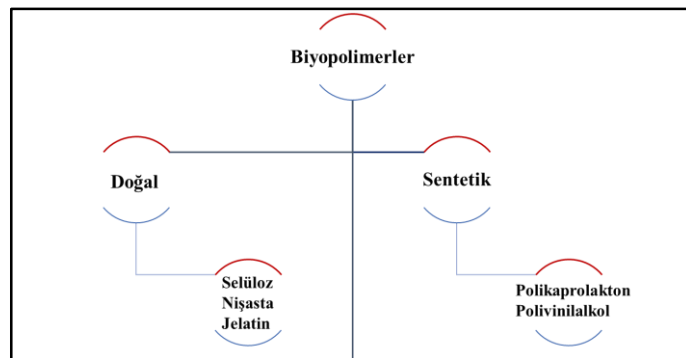 Biyopolimerler
Doğal
Sentetik
Selüloz
Nişasta
Jelatin
Polikaprolakton
Polivinilalkol